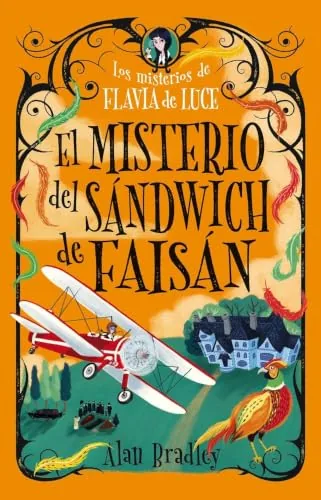 Los misterios de
FLAVIA de LUCE
El MISTERIO
del SÁNDWICH
de FAISÁN
Alan Bradley